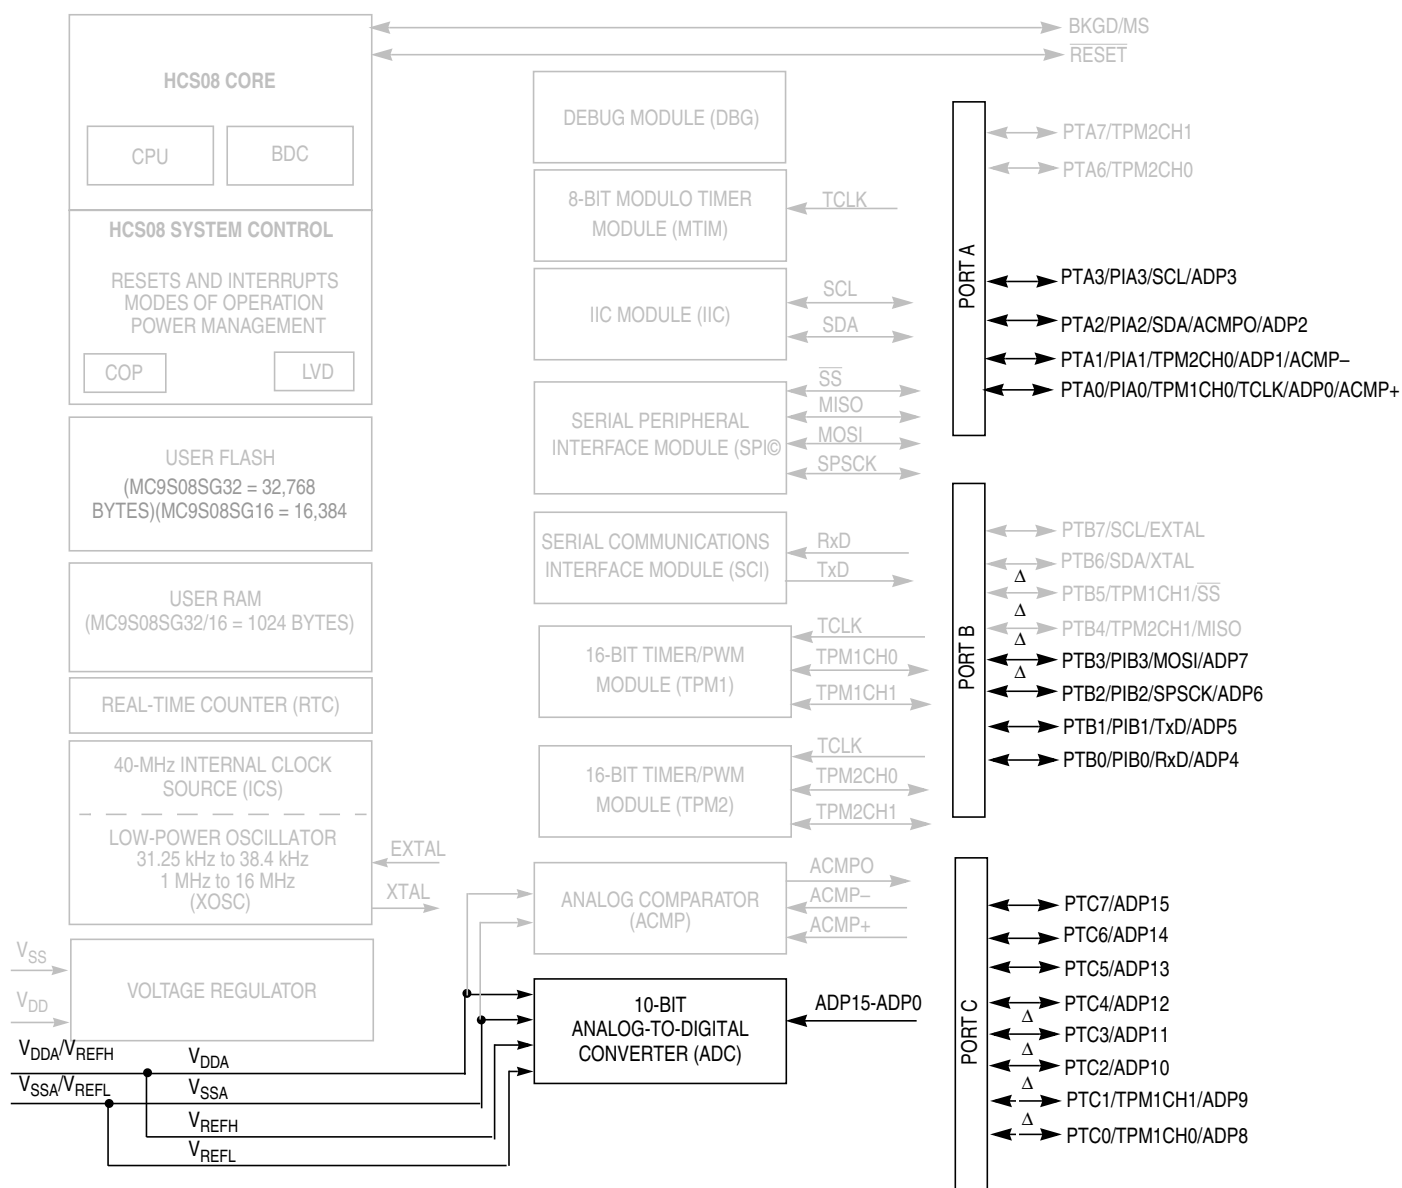 BKGD/MS
RESET
HCS08 CORE
CPU
BDC
HCS08 SYSTEM CONTROL
RESETS AND INTERRUPTS
MODES OF OPERATION
POWER MANAGEMENT
COP
LVD
USER FLASH
(MC9S08SG32 = 32,768
BYTES)(MC9S08SG16 = 16,384
USER RAM
(MC9S08SG32/16 = 1024 BYTES)
REAL-TIME COUNTER (RTC)
40-MHz INTERNAL CLOCK
SOURCE (ICS)
LOW-POWER OSCILLATOR
31.25 kHz to 38.4 kHz
1 MHz to 16 MHz
(XOSC)
EXTAL
XTAL
VSS
VDD
VOLTAGE REGULATOR
VDDA/VREFH
VDDA
VSSA/VREFL
VSSA
VREFH
VREFL
DEBUG MODULE (DBG)
8-BIT MODULO TIMER
MODULE (MTIM)
TCLK
IIC MODULE (IIC)
SCL
SDA
SERIAL PERIPHERAL
INTERFACE MODULE (SPI©
SS
MISO
MOSI
SPSCK
SERIAL COMMUNICATIONS
INTERFACE MODULE (SCI)
RxD
TxD
16-BIT TIMER/PWM
MODULE (TPM1)
TCLK
TPM1CH0
TPM1CH1
16-BIT TIMER/PWM
MODULE (TPM2)
TCLK
TPM2CH0
TPM2CH1
ANALOG COMPARATOR
(ACMP)
ACMPO
ACMP–
ACMP+
10-BIT
ANALOG-TO-DIGITAL
CONVERTER (ADC)
ADP15-ADP0
PORT A
PTA7/TPM2CH1
PTA6/TPM2CH0
PTA3/PIA3/SCL/ADP3
PTA2/PIA2/SDA/ACMPO/ADP2
PTA1/PIA1/TPM2CH0/ADP1/ACMP–
PTA0/PIA0/TPM1CH0/TCLK/ADP0/ACMP+
PORT B
PTB7/SCL/EXTAL
PTB6/SDA/XTAL
Δ
PTB5/TPM1CH1/SS
Δ
PTB4/TPM2CH1/MISO
Δ
PTB3/PIB3/MOSI/ADP7
Δ
PTB2/PIB2/SPSCK/ADP6
PTB1/PIB1/TxD/ADP5
PTB0/PIB0/RxD/ADP4
PORT C
PTC7/ADP15
PTC6/ADP14
PTC5/ADP13
PTC4/ADP12
Δ
PTC3/ADP11
Δ
PTC2/ADP10
Δ
PTC1/TPM1CH1/ADP9
Δ
PTC0/TPM1CH0/ADP8